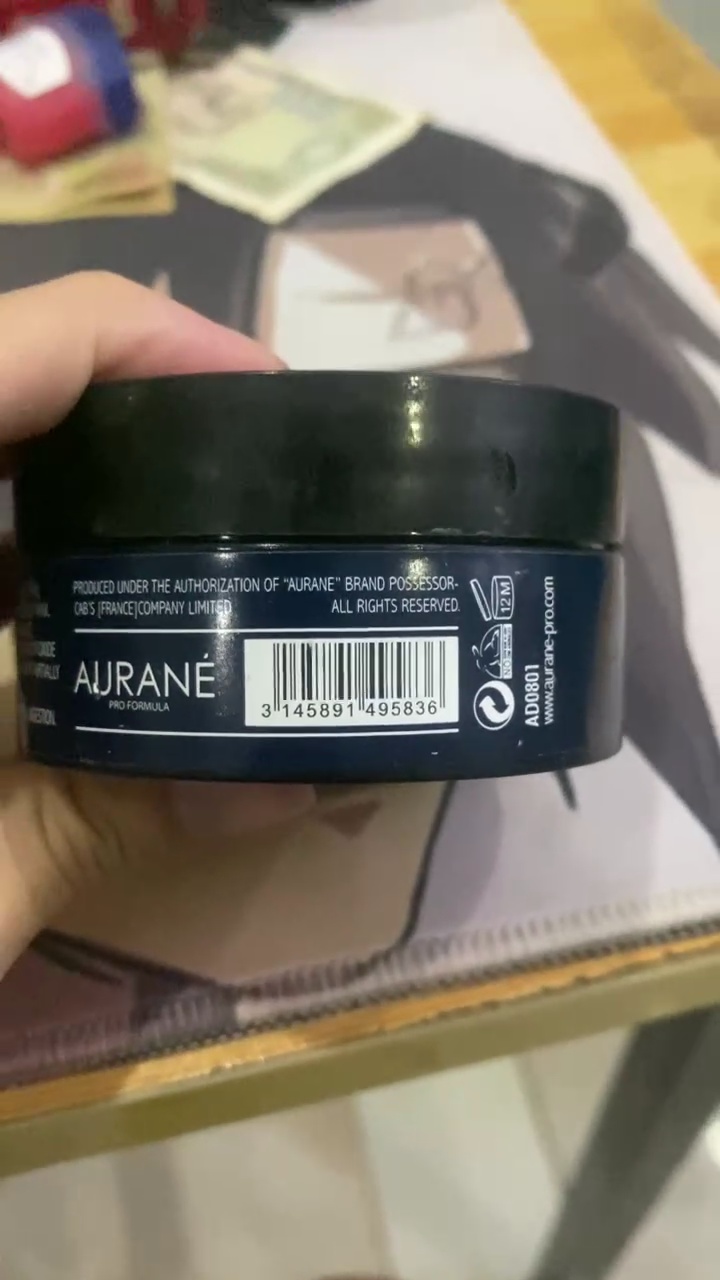 PRODUCED UNDER THE AUTHORIZATION OF "AURANE" BRAND POSSESSOR-
CAB'S [FRANCE]COMPANY LIMITED ALL RIGHTS RESERVED.
AURANÉ
PRO FORMULA
3 145891 495836
12M
AD0801
www.aurane-pro.com